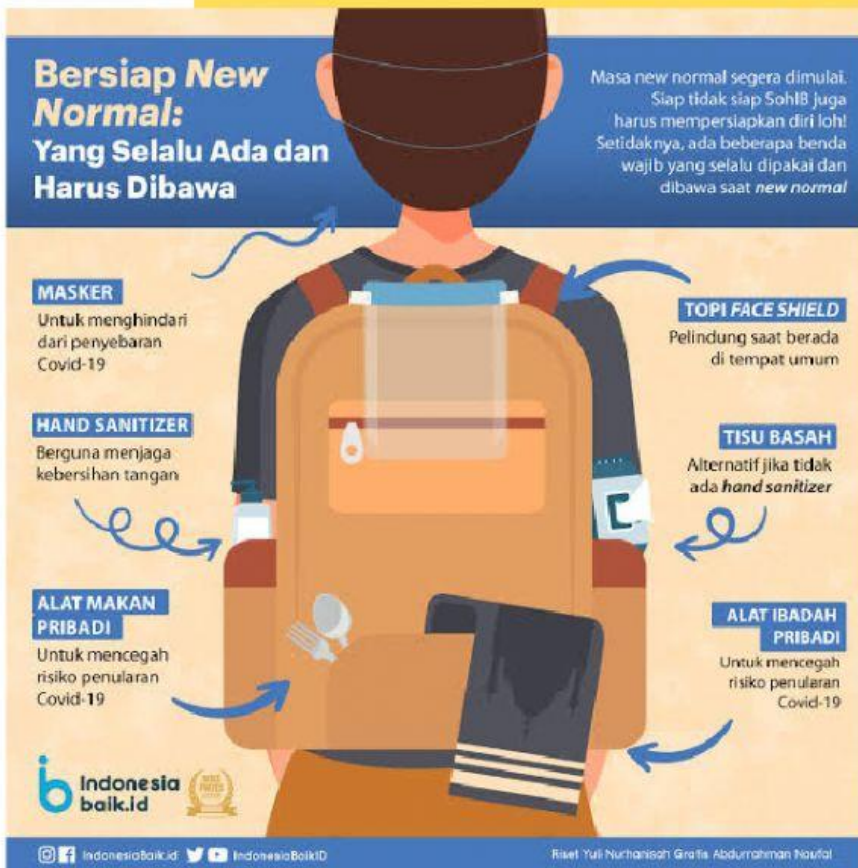 Bersiap New
Normal:
Yang Selalu Ada dan
Harus Dibawa
Masa new normal segera dimulai.
Siap tidak siap SohIB juga
harus mempersiapkan diri loh!
Setidaknya, ada beberapa benda
wajib yang selalu dipakai dan
dibawa saat new normal
MASKER
Untuk menghindari
dari penyebaran
Covid-19
TOPI FACE SHIELD
Pelindung saat berada
di tempat umum
HAND SANITIZER
Berguna menjaga
kebersihan tangan
TISU BASAH
Alternatif jika tidak
ada hand sanitizer
ALAT MAKAN
PRIBADI
Untuk mencegah
risiko penularan
Covid-19
ALAT IBADAH
PRIBADI
Untuk mencegah
risiko penularan
Covid-19
Indonesia
baik.id
IndonesiaBaik.id IndonesiaBaikID
Riset Yuli Nurhanisah Grafis Abdurrahman Naufal